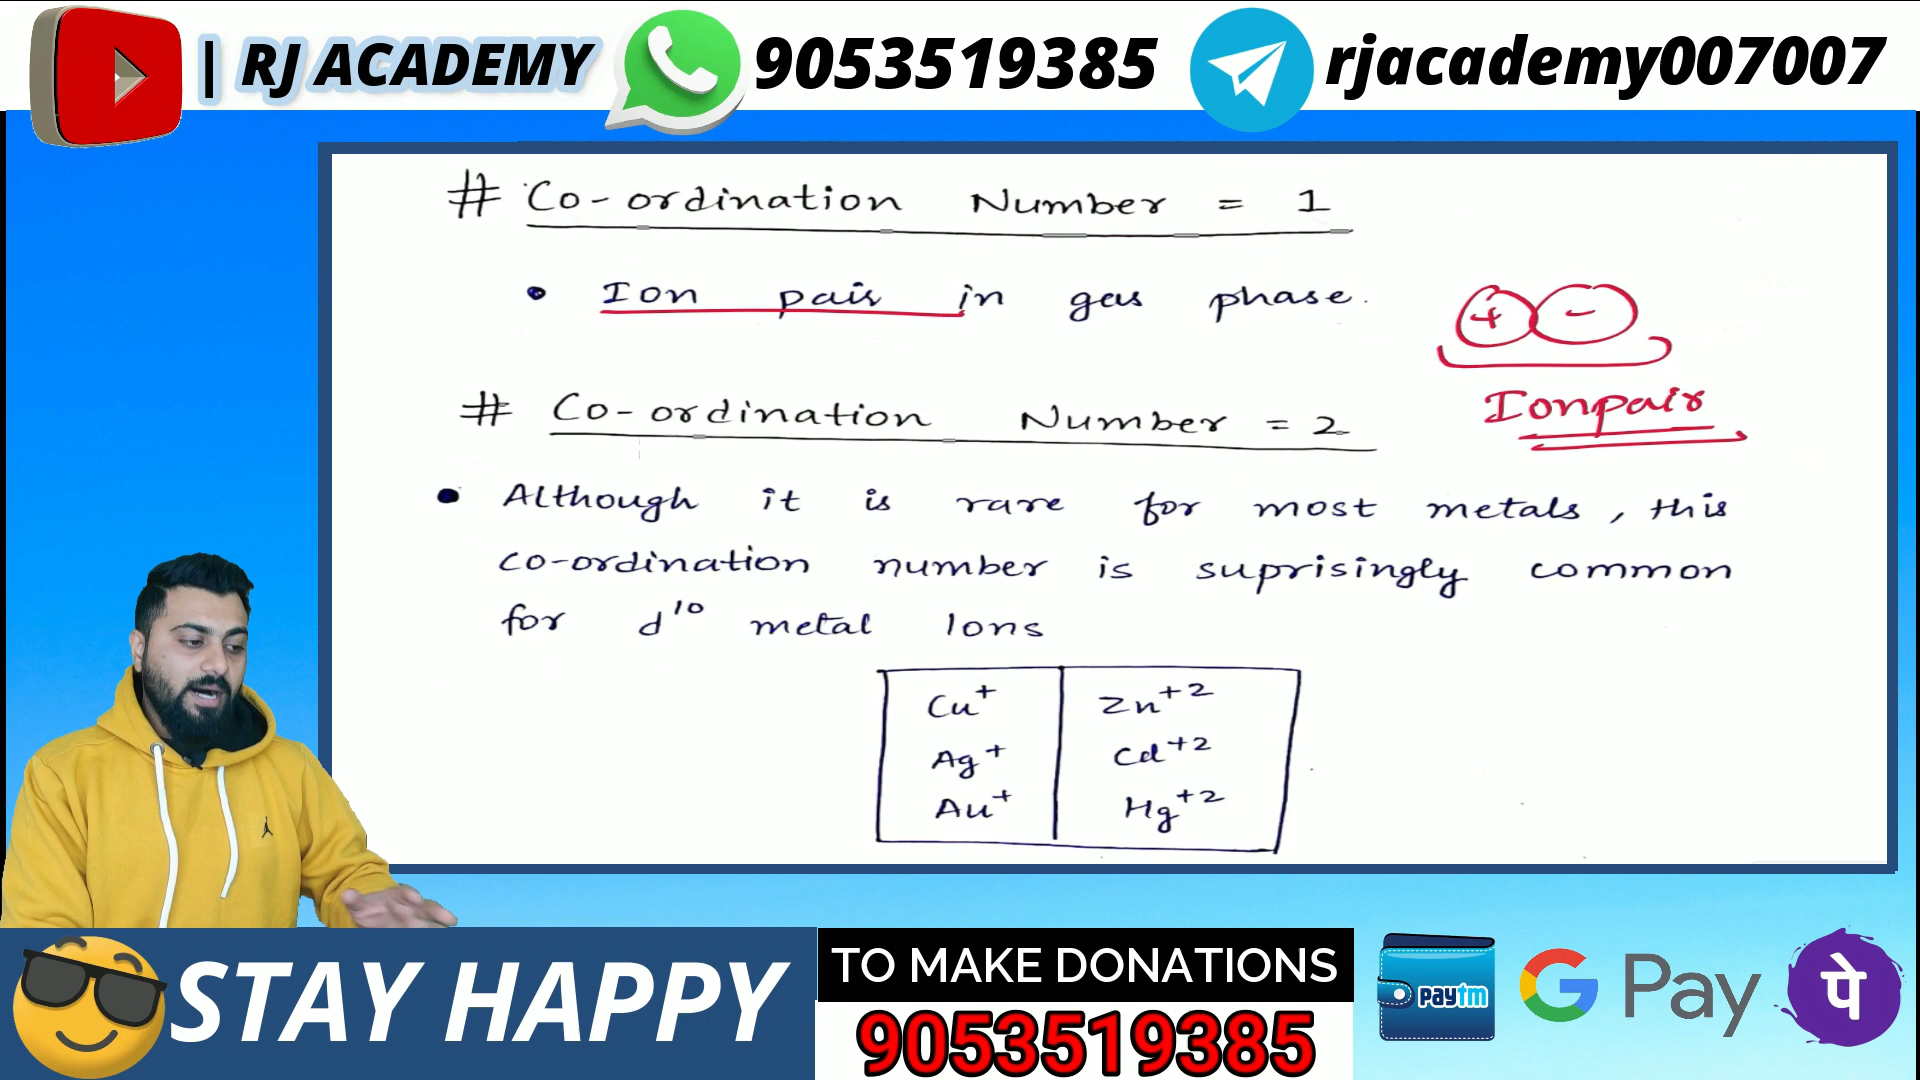 | RJ ACADEMY 9053519385 rjacademy007007
# Co-ordination Number = 1
• Ion pair in gas phase.
+ -
Ionpair
# Co-ordination Number = 2
• Although it is rare for most metals, this
co-ordination number is suprisingly common
for d¹⁰ metal Ions
Cu⁺ Zn⁺²
Ag⁺ Cd⁺²
Au⁺ Hg⁺²
STAY HAPPY
TO MAKE DONATIONS
9053519385
paytm
G Pay
पे